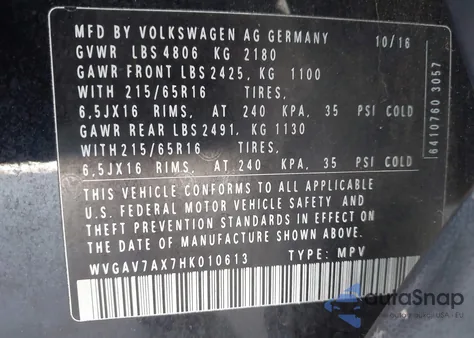 MFD BY VOLKSWAGEN AG GERMANY
10/16
GVWR LBS 4806 KG 2180
GAWR FRONT LBS 2425, KG 1100
WITH 215/65R16 TIRES,
6,5JX16 RIMS, AT 240 KPA, 35 PSI COLD
GAWR REAR LBS 2491, KG 1130
WITH 215/65R16 TIRES,
6,5JX16 RIMS, AT 240 KPA, 35 PSI COLD
THIS VEHICLE CONFORMS TO ALL APPLICABLE
U.S. FEDERAL MOTOR VEHICLE SAFETY AND
THEFT PREVENTION STANDARDS IN EFFECT ON
THE DATE OF MANUFACTURE SHOWN ABOVE
WVGAV7AX7HK010613 TYPE: MPV
6410760 3057
autoSnap